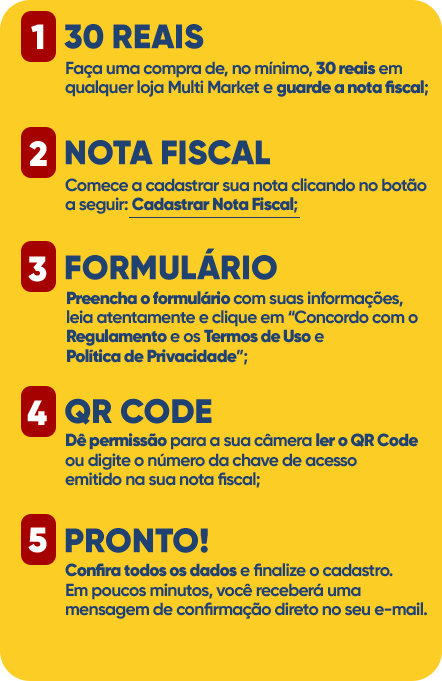 1 30 REAIS
Faça uma compra de, no mínimo, 30 reais em
qualquer loja Multi Market e guarde a nota fiscal;
2 NOTA FISCAL
Comece a cadastrar sua nota clicando no botão
a seguir: Cadastrar Nota Fiscal;
3 FORMULÁRIO
Preencha o formulário com suas informações,
leia atentamente e clique em “Concordo com o
Regulamento e os Termos de Uso e
Política de Privacidade”;
4 QR CODE
Dê permissão para a sua câmera ler o QR Code
ou digite o número da chave de acesso
emitido na sua nota fiscal;
5 PRONTO!
Confira todos os dados e finalize o cadastro.
Em poucos minutos, você receberá uma
mensagem de confirmação direto no seu e-mail.